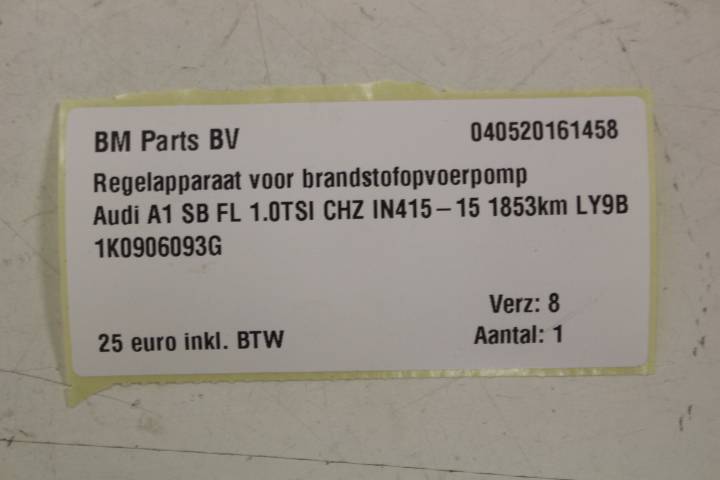 BM Parts BV 040520161458
Regelapparaat voor brandstofopvoerpomp
Audi A1 SB FL 1.0TSI CHZ IN415-15 1853km LY9B
1K0906093G
Verz: 8
25 euro inkl. BTW Aantal: 1